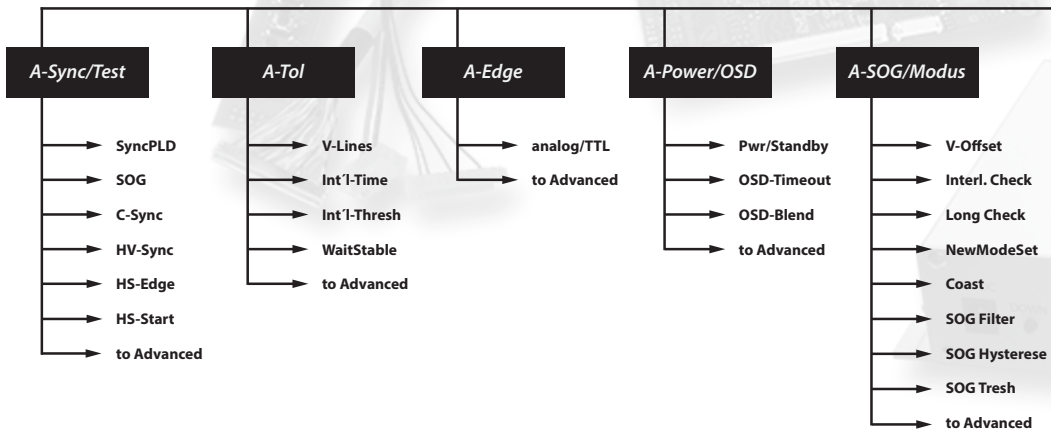 A-Sync/Test
SyncPLD
SOG
C-Sync
HV-Sync
HS-Edge
HS-Start
to Advanced
A-Tol
V-Lines
Int´l-Time
Int´l-Thresh
WaitStable
to Advanced
A-Edge
analog/TTL
to Advanced
A-Power/OSD
Pwr/Standby
OSD-Timeout
OSD-Blend
to Advanced
A-SOG/Modus
V-Offset
Interl. Check
Long Check
NewModeSet
Coast
SOG Filter
SOG Hysterese
SOG Tresh
to Advanced